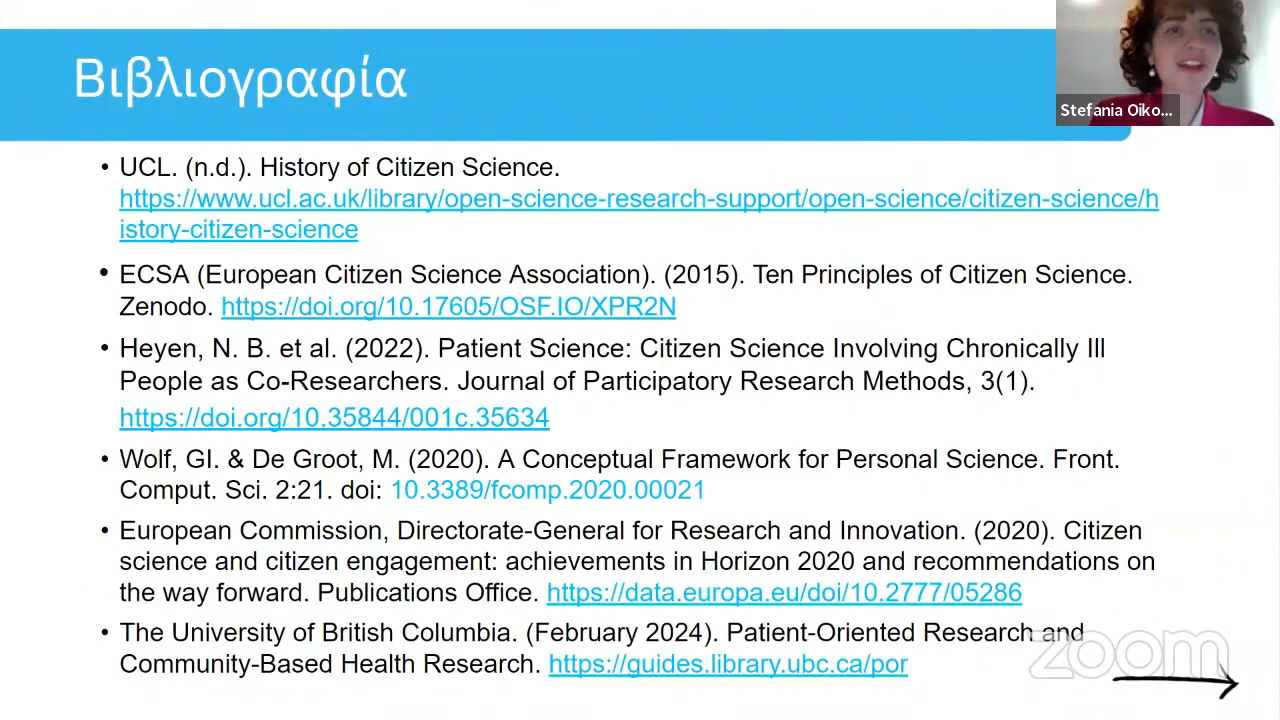 Βιβλιογραφία
Stefania Oiko...
• UCL. (n.d.). History of Citizen Science.
https://www.ucl.ac.uk/library/open-science-research-support/open-science/citizen-science/h
istory-citizen-science
• ECSA (European Citizen Science Association). (2015). Ten Principles of Citizen Science.
Zenodo. https://doi.org/10.17605/OSF.IO/XPR2N
• Heyen, N. B. et al. (2022). Patient Science: Citizen Science Involving Chronically Ill
People as Co-Researchers. Journal of Participatory Research Methods, 3(1).
https://doi.org/10.35844/001c.35634
• Wolf, GI. & De Groot, M. (2020). A Conceptual Framework for Personal Science. Front.
Comput. Sci. 2:21. doi: 10.3389/fcomp.2020.00021
• European Commission, Directorate-General for Research and Innovation. (2020). Citizen
science and citizen engagement: achievements in Horizon 2020 and recommendations on
the way forward. Publications Office. https://data.europa.eu/doi/10.2777/05286
• The University of British Columbia. (February 2024). Patient-Oriented Research and
Community-Based Health Research. https://guides.library.ubc.ca/por
zoom